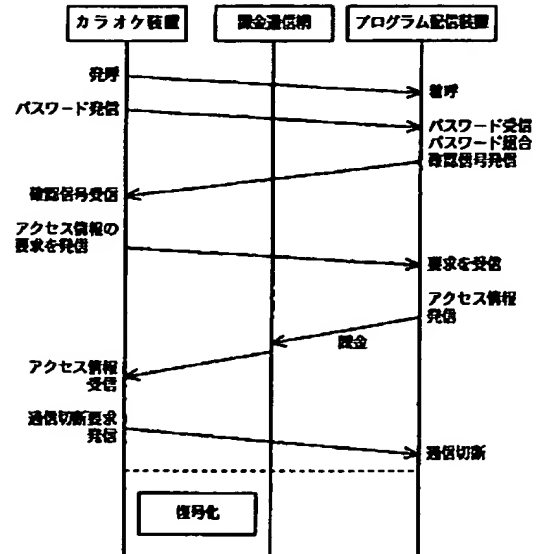 カラオケ装置
課金通信網
プログラム配信装置
発呼
着呼
パスワード発信
パスワード受信
パスワード照合
確認信号発信
確認信号受信
アクセス情報の
要求を発信
要求を受信
アクセス情報
発信
課金
アクセス情報
受信
通信切断要求
発信
通信切断
復号化